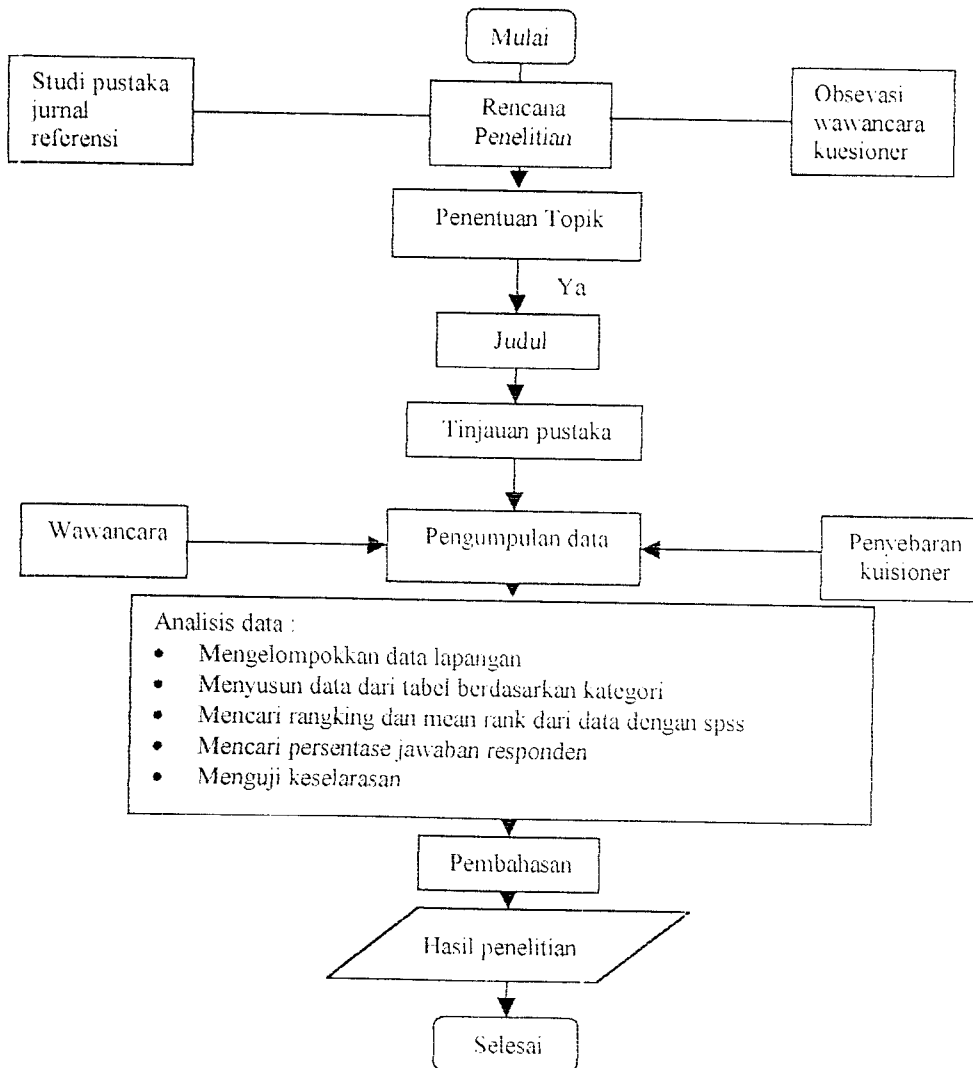 Mulai
Studi pustaka
jurnal
referensi
Rencana
Penelitian
Obsevasi
wawancara
kuesioner
Penentuan Topik
Ya
Judul
Tinjauan pustaka
Wawancara
Pengumpulan data
Penyebaran
kuisioner
Analisis data :
• Mengelompokkan data lapangan
• Menyusun data dari tabel berdasarkan kategori
• Mencari rangking dan mean rank dari data dengan spss
• Mencari persentase jawaban responden
• Menguji keselarasan
Pembahasan
Hasil penelitian
Selesai